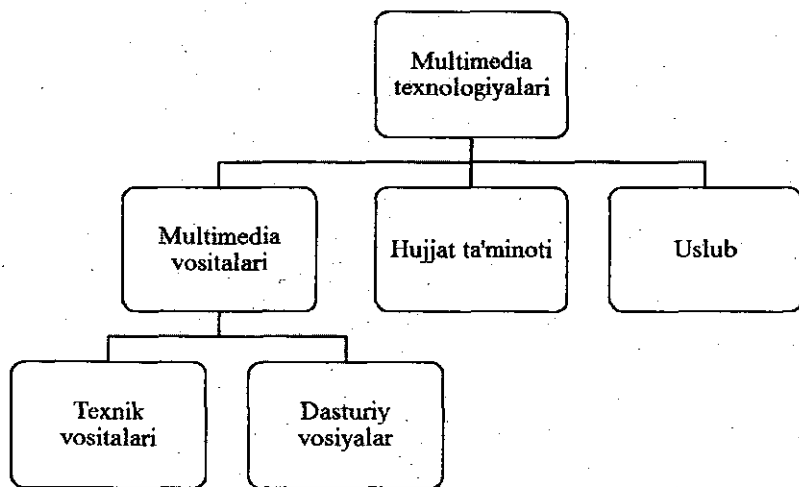 Multimedia
texnologiyalari
Multimedia
vositalari
Hujjat ta'minoti
Uslub
Texnik
vositalari
Dasturiy
vosiyalar